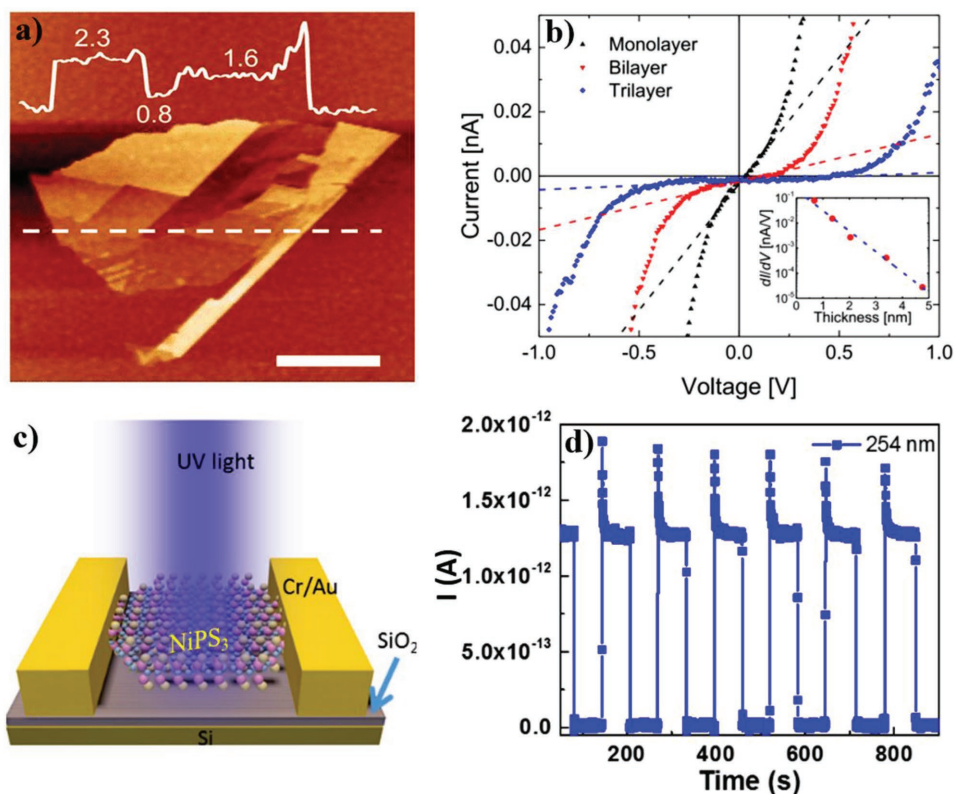 a)
2.3
0.8
1.6
b)
Monolayer
Bilayer
Trilayer
Current [nA]
0.04
0.02
0.00
-0.02
-0.04
-1.0 -0.5 0.0 0.5 1.0
Voltage [V]
dI/dV [nA/V]
10⁻¹
10⁻²
10⁻³
10⁻⁴
10⁻⁵
0 1 2 3 4 5
Thickness [nm]
c)
UV light
Cr/Au
NiPS₃
SiO₂
Si
d)
254 nm
I (A)
2.0x10⁻¹²
1.5x10⁻¹²
1.0x10⁻¹²
5.0x10⁻¹³
0.0
200 400 600 800
Time (s)